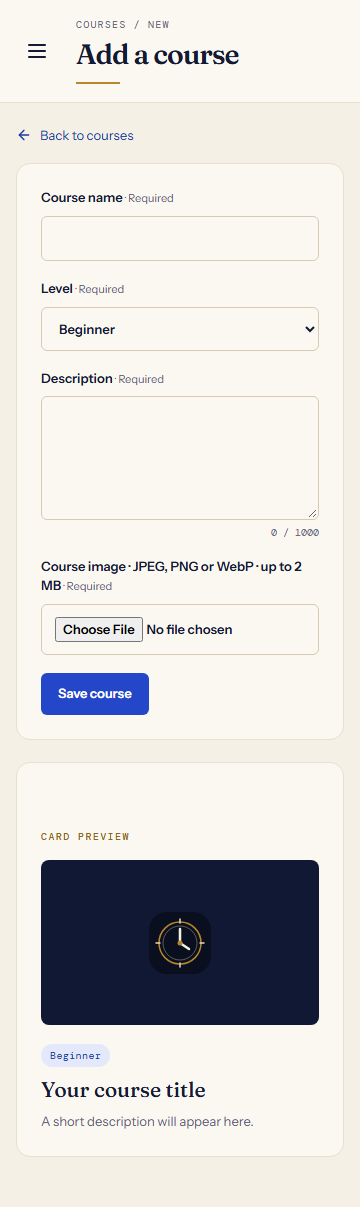 COURSES / NEW
Add a course
Back to courses
Course name · Required
Level · Required
Beginner
Description · Required
0 / 1000
Course image · JPEG, PNG or WebP · up to 2
MB · Required
Choose File No file chosen
Save course
CARD PREVIEW
Beginner
Your course title
A short description will appear here.